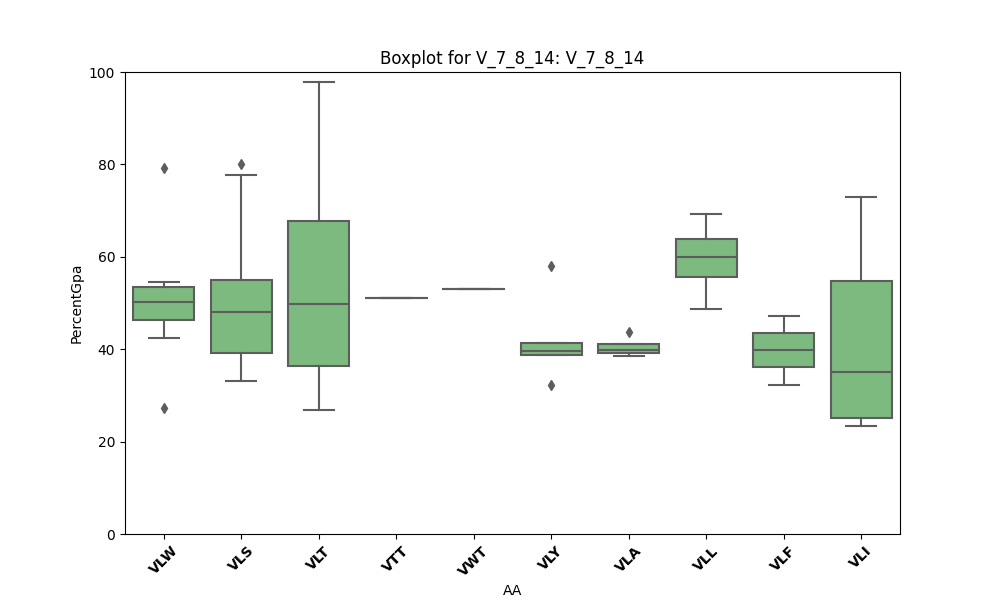 Boxplot for V_7_8_14: V_7_8_14
100
80
60
40
20
0
PercentGpa
VLW VLS VLT VTT VWT VLY VLA VLL VLF VLI
AA